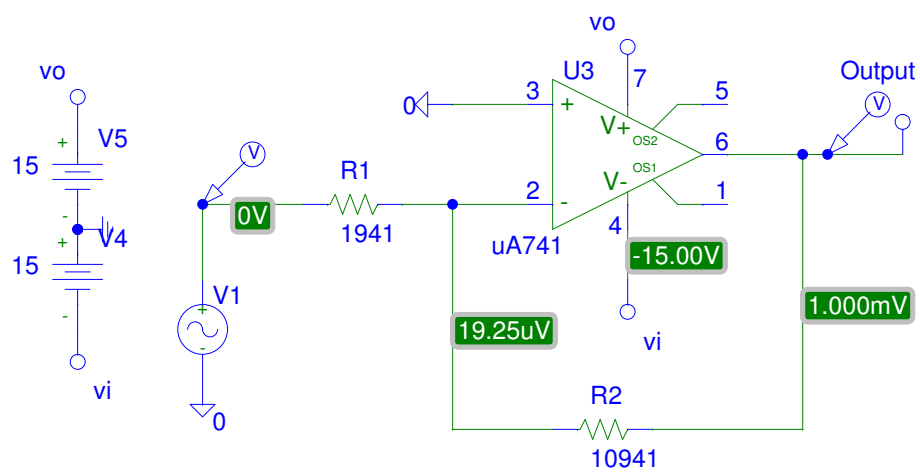 vo
+
V5
15
-
+
V4
15
-
vi
V
0V
R1
1941
V1
+
-
0
0
vo
U3
7
3
+
5
V+
OS2
6
2
-
OS1
V-
1
4
uA741
-15.00V
vi
19.25uV
Output
V
1.000mV
R2
10941